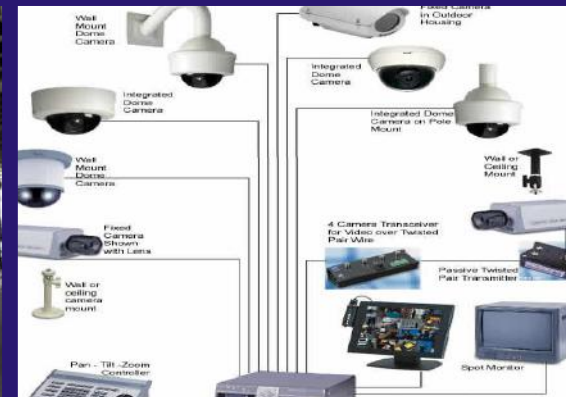 Wall
Mount
Dome
Camera
Fixed Camera
in Outdoor
Housing
Integrated
Dome
Camera
Integrated
Dome
Camera
Integrated Dome
Camera on Pole
Mount
Wall
Mount
Dome
Camera
Wall or
Ceiling
Mount
Fixed
Camera
Shown
with Lens
4 Camera Transceiver
for Video over Twisted
Pair Wire
Passive Twisted
Pair Transmitter
Wall or
ceiling
camera
mount
Spot Monitor
Pan - Tilt -Zoom
Controller